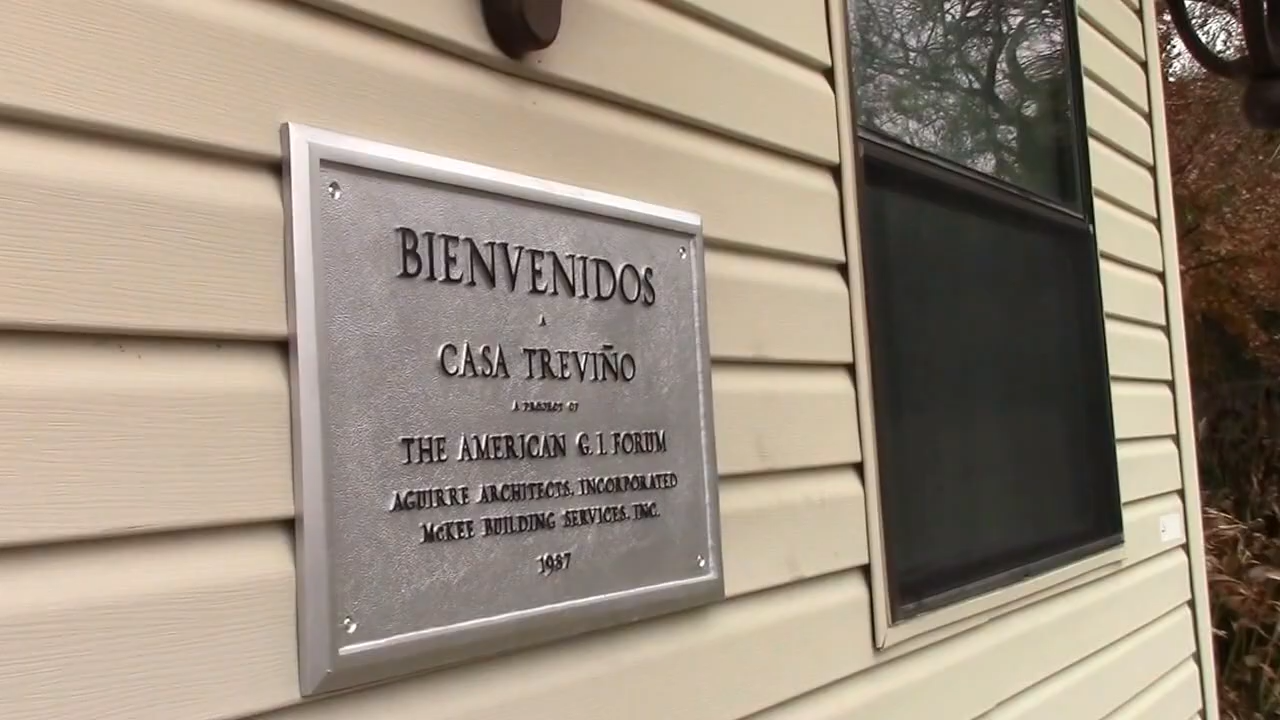 BIENVENIDOS
A
CASA TREVIÑO
A PROJECT OF
THE AMERICAN G. I. FORUM
AGUIRRE ARCHITECTS, INCORPORATED
McKEE BUILDING SERVICES, INC.
1987